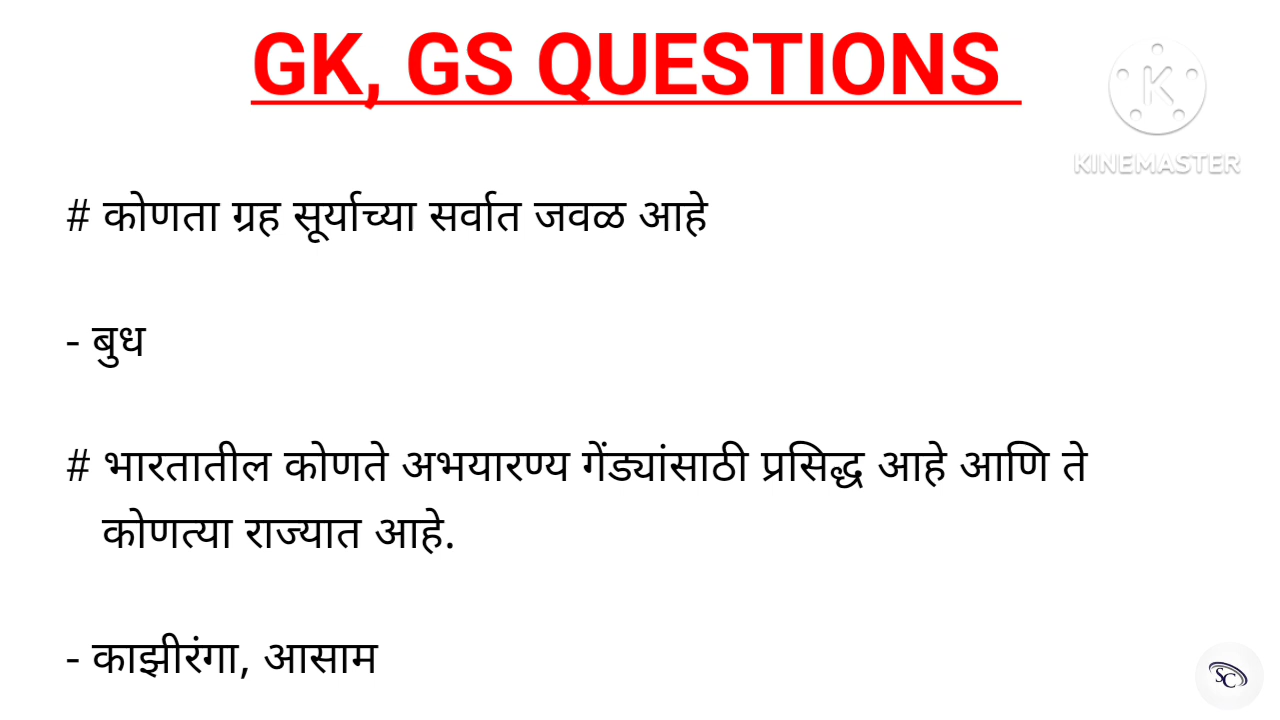 GK, GS QUESTIONS
KINEMASTER
# कोणता ग्रह सूर्याच्या सर्वात जवळ आहे
- बुध
# भारतातील कोणते अभयारण्य गेंड्यांसाठी प्रसिद्ध आहे आणि ते
कोणत्या राज्यात आहे.
- काझीरंगा, आसाम
SC